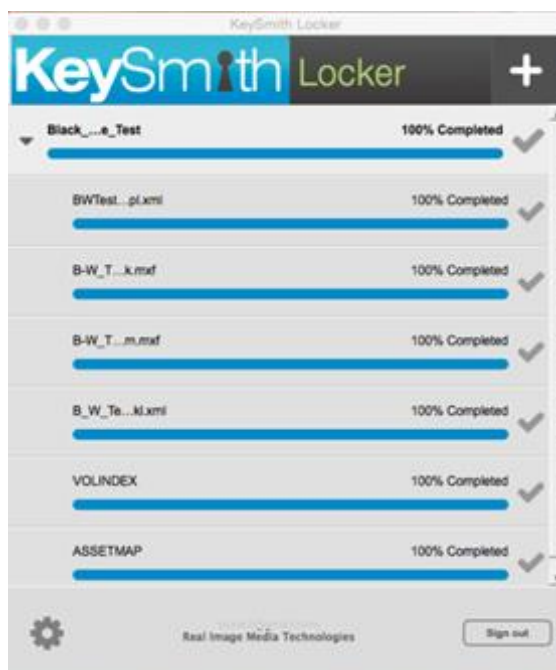 KeySmith Locker
KeySmith Locker +
Black_...e_Test 100% Completed
BWTest...pl.xml 100% Completed
B-W_T...k.mxf 100% Completed
B-W_T...m.mxf 100% Completed
B_W_Te...kl.xml 100% Completed
VOLINDEX 100% Completed
ASSETMAP 100% Completed
Real Image Media Technologies
Sign out